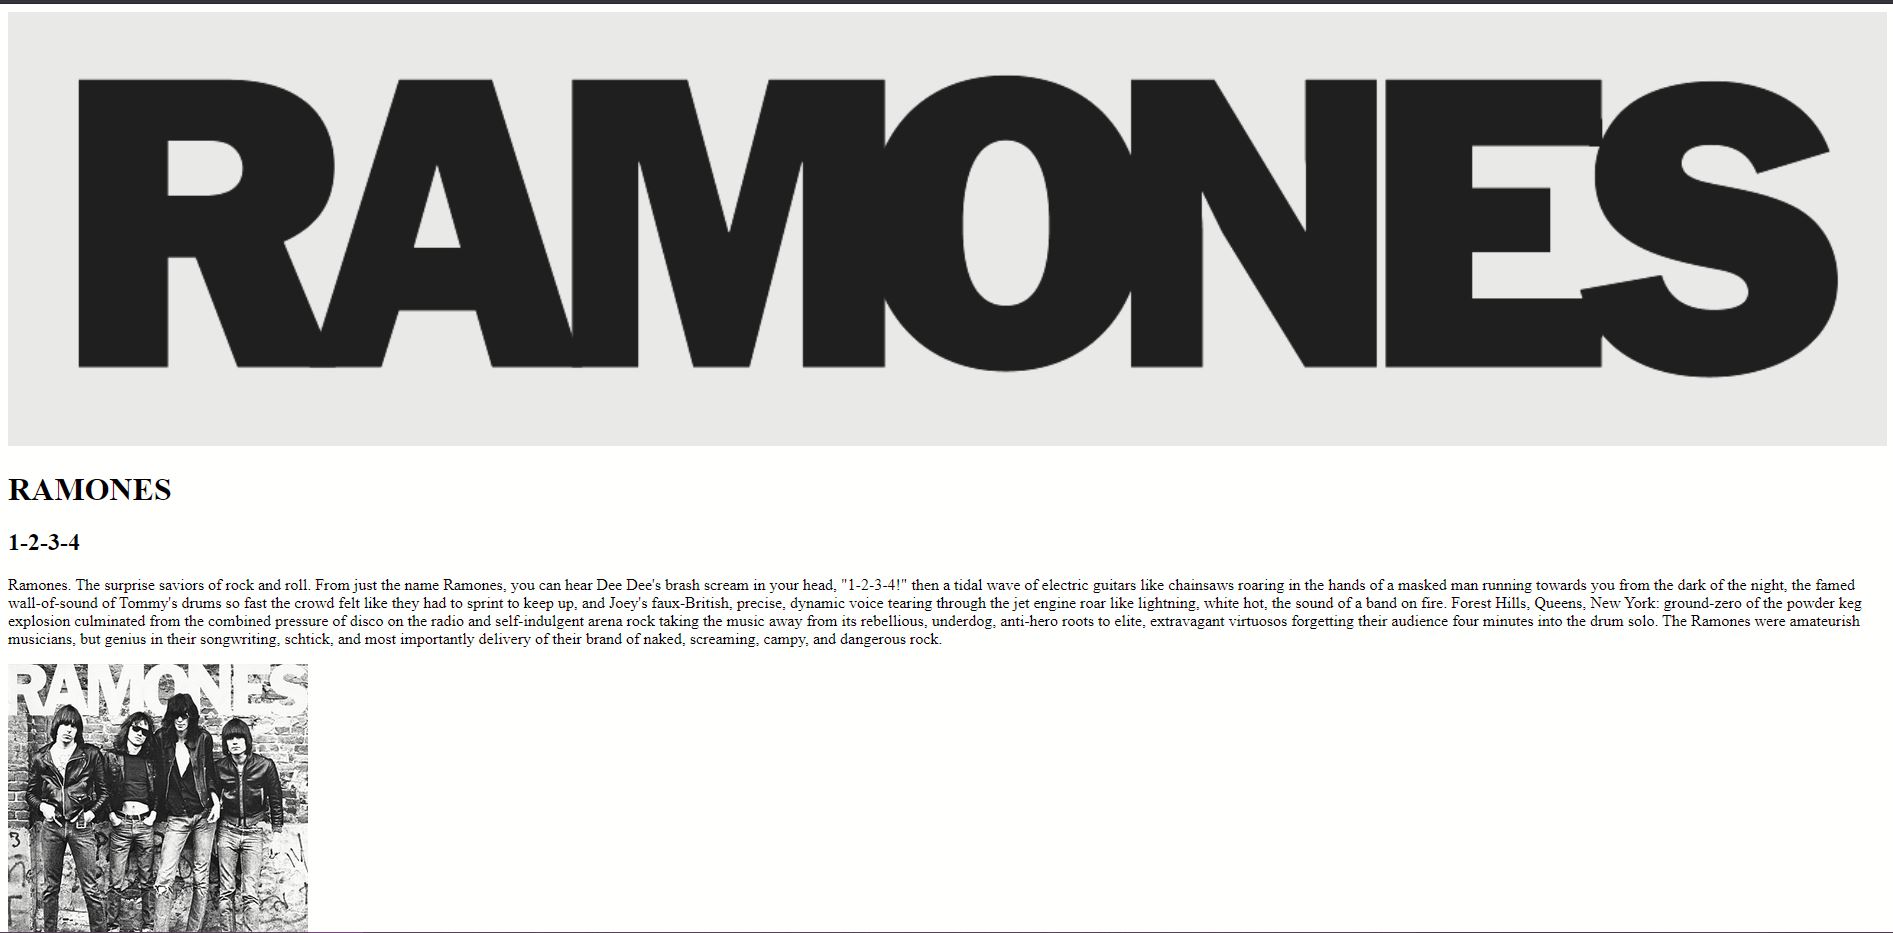 RAMONES
RAMONES
1-2-3-4
Ramones. The surprise saviors of rock and roll. From just the name Ramones, you can hear Dee Dee's brash scream in your head, "1-2-3-4!" then a tidal wave of electric guitars like chainsaws roaring in the hands of a masked man running towards you from the dark of the night, the famed
wall-of-sound of Tommy's drums so fast the crowd felt like they had to sprint to keep up, and Joey's faux-British, precise, dynamic voice tearing through the jet engine roar like lightning, white hot, the sound of a band on fire. Forest Hills, Queens, New York: ground-zero of the powder keg
explosion culminated from the combined pressure of disco on the radio and self-indulgent arena rock taking the music away from its rebellious, underdog, anti-hero roots to elite, extravagant virtuosos forgetting their audience four minutes into the drum solo. The Ramones were amateurish
musicians, but genius in their songwriting, schtick, and most importantly delivery of their brand of naked, screaming, campy, and dangerous rock.
RAMONES